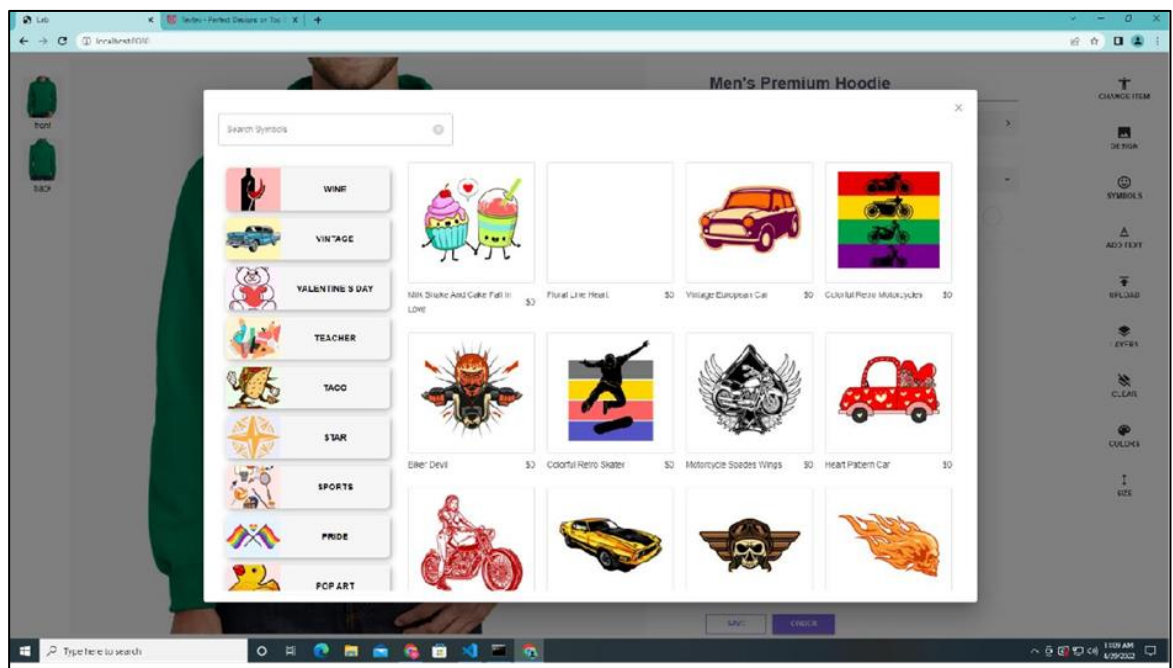 Lab
localhost:8080
Men's Premium Hoodie
front
back
Search Symbols
WINE
VINTAGE
VALENTINE'S DAY
TEACHER
TACO
STAR
SPORTS
PRIDE
POP ART
Milk Shake And Cake Fall In Love
$0
Floral Line Heart
$0
Vintage European Car
$0
Colorful Retro Motorcycles
$0
Biker Devil
$0
Colorful Retro Skater
$0
Motorcycle Spades Wings
$0
Heart Pattern Car
$0
CHANGE ITEM
DESIGN
SYMBOLS
ADD TEXT
UPLOAD
LAYERS
CLEAR
COLORS
SIZE
SAVE
ORDER
Type here to search